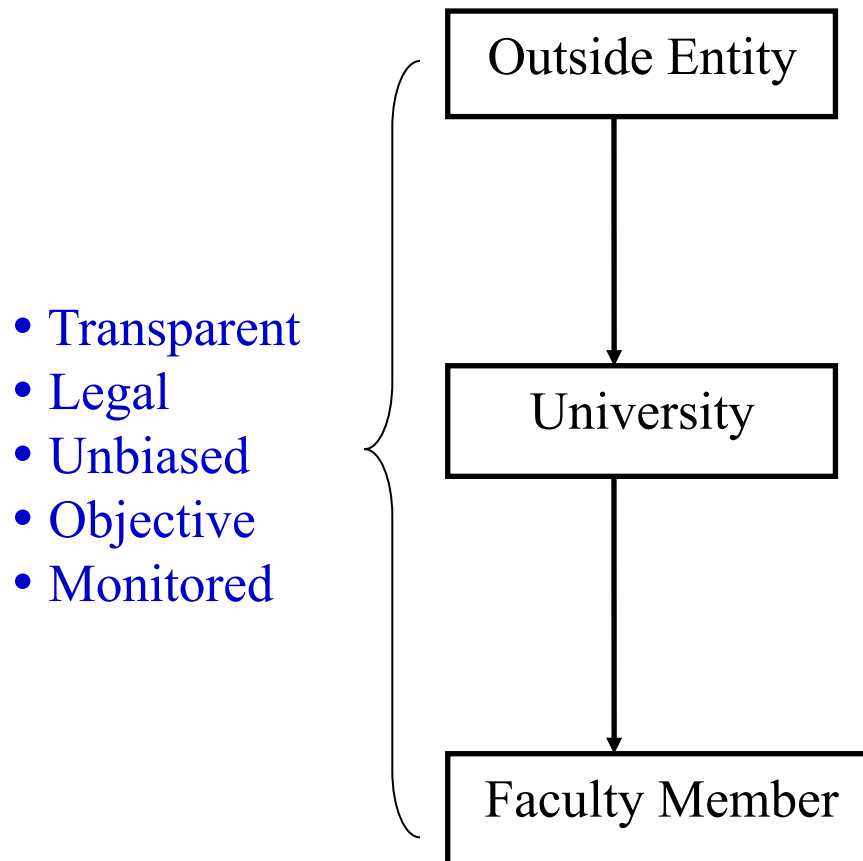 Outside Entity
• Transparent
• Legal
• Unbiased
• Objective
• Monitored
University
Faculty Member